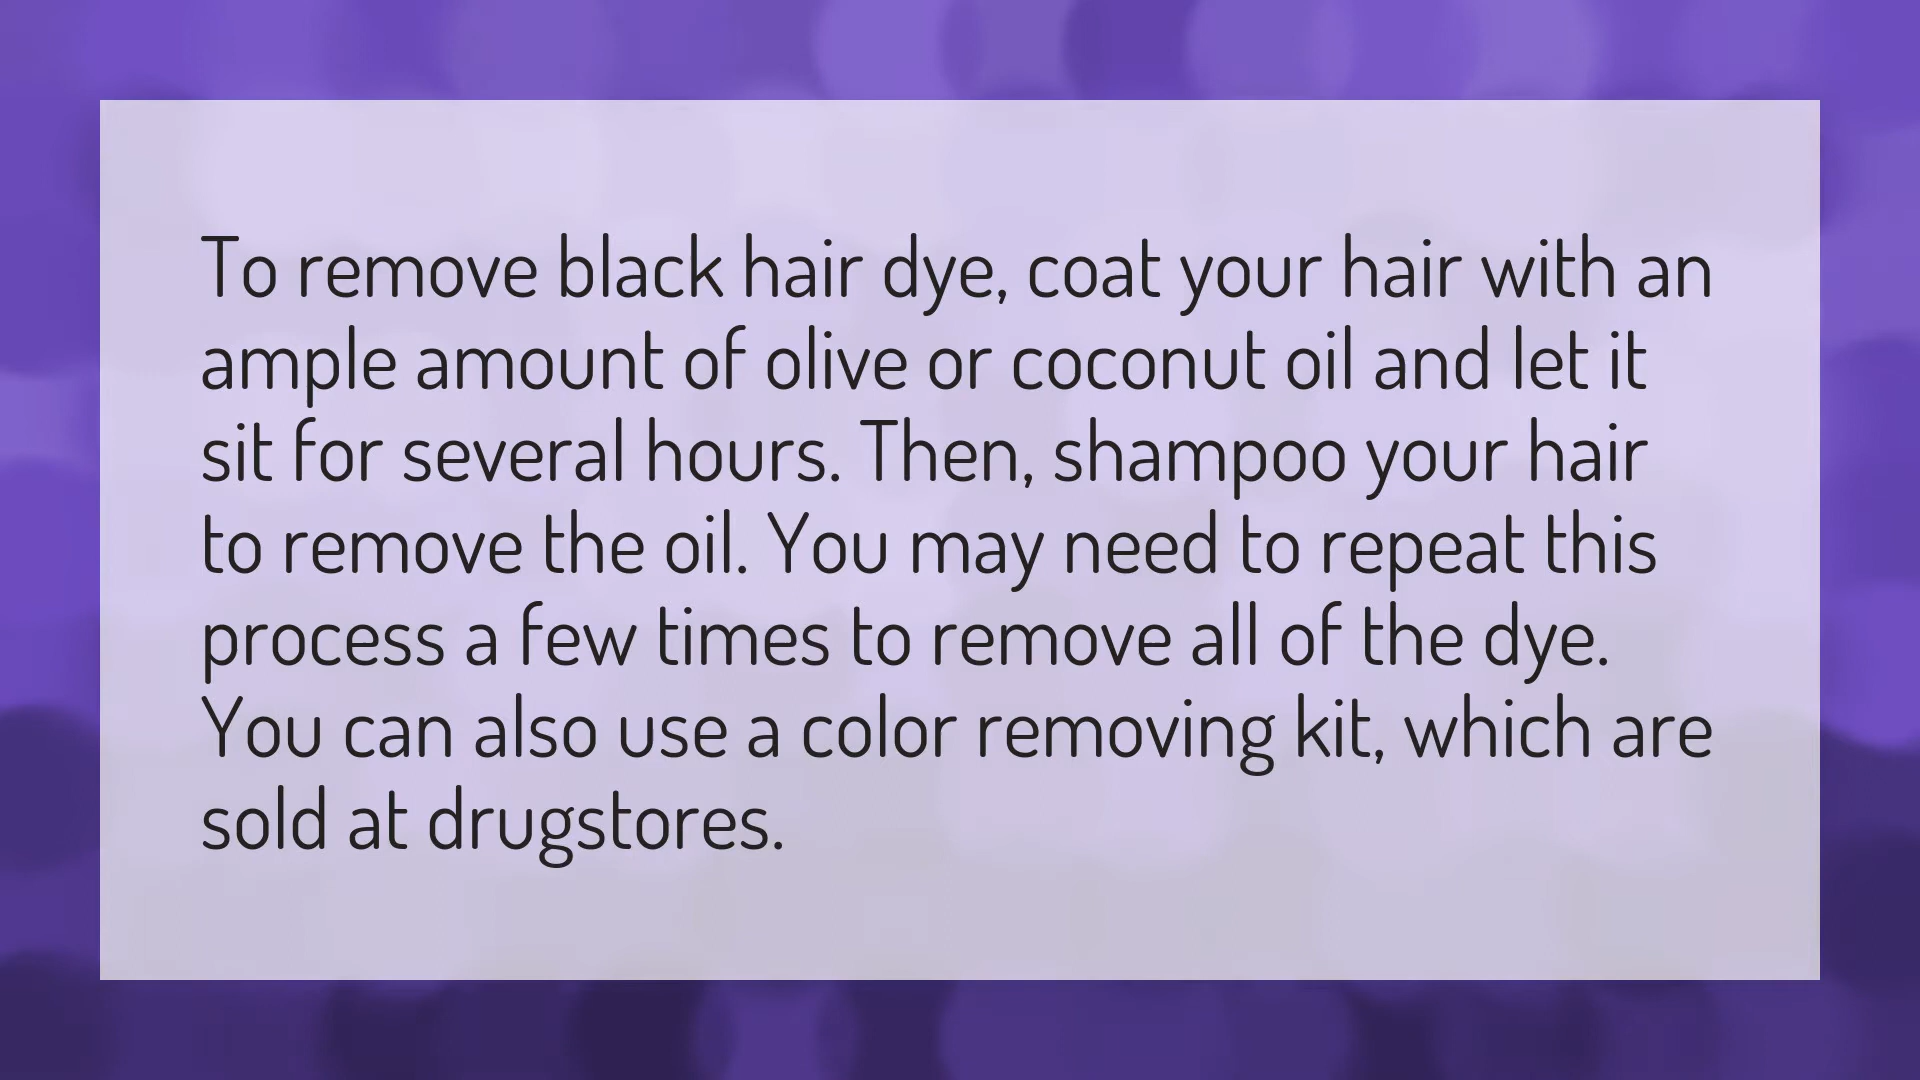 To remove black hair dye, coat your hair with an
ample amount of olive or coconut oil and let it
sit for several hours. Then, shampoo your hair
to remove the oil. You may need to repeat this
process a few times to remove all of the dye.
You can also use a color removing kit, which are
sold at drugstores.